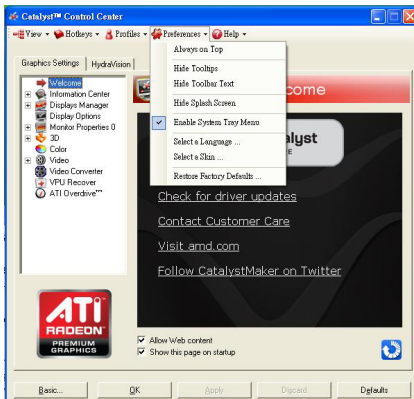 Catalyst™ Control Center
View Hotkeys Profiles Preferences Help
Always on Top
Hide Tooltips
Hide Toolbar Text
Hide Splash Screen
Enable System Tray Menu
Select a Language ...
Select a Skin ...
Restore Factory Defaults ...
Graphics Settings HydraVision
Welcome
Information Center
Displays Manager
Display Options
Monitor Properties 0
3D
Color
Video
Video Converter
VPU Recover
ATI Overdrive™
come
alyst
Check for driver updates
Contact Customer Care
Visit amd.com
Follow CatalystMaker on Twitter
ATI
RADEON
PREMIUM
GRAPHICS
Allow Web content
Show this page on startup
Basic... OK Apply Discard Defaults